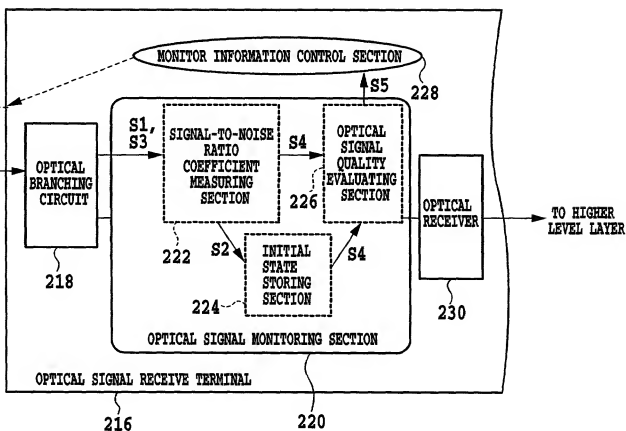 MONITOR INFORMATION CONTROL SECTION
228
S5
S1,
S3
SIGNAL-TO-NOISE
RATIO
COEFFICIENT
MEASURING
SECTION
S4
OPTICAL
SIGNAL
QUALITY
EVALUATING
SECTION
226
OPTICAL
BRANCHING
CIRCUIT
218
222
S2
INITIAL
STATE
STORING
SECTION
224
S4
OPTICAL
RECEIVER
230
TO HIGHER
LEVEL LAYER
OPTICAL SIGNAL MONITORING SECTION
OPTICAL SIGNAL RECEIVE TERMINAL
216
220